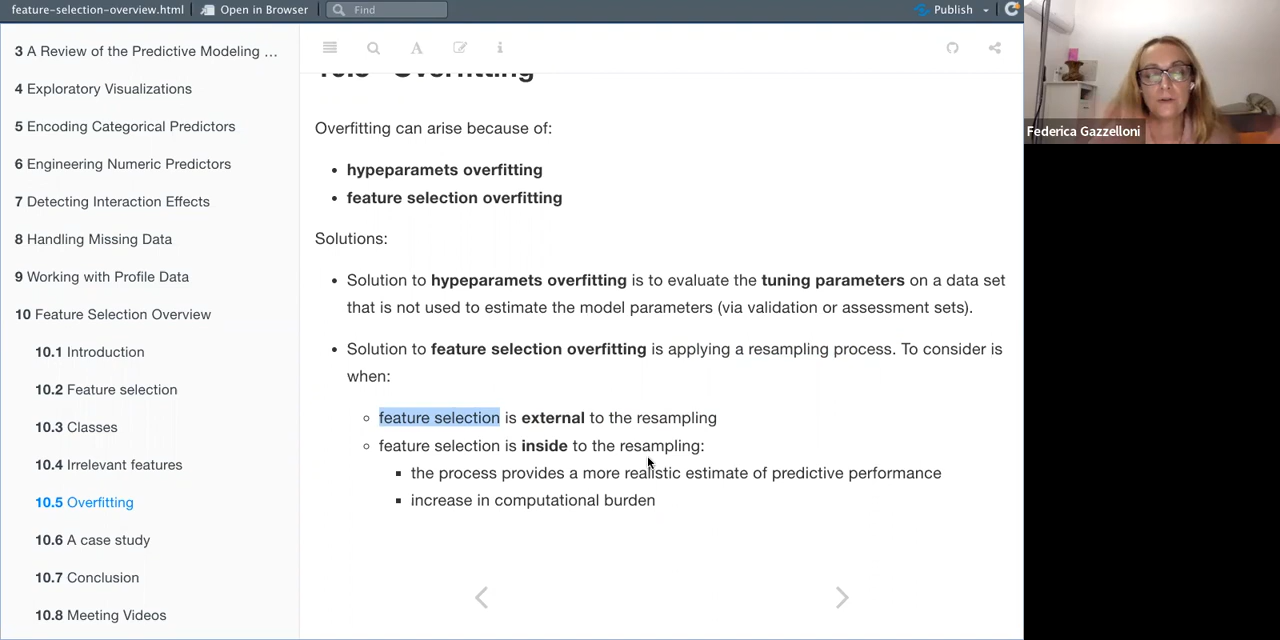 feature-selection-overview.html Open in Browser Find Publish
3 A Review of the Predictive Modeling ...
4 Exploratory Visualizations
5 Encoding Categorical Predictors
6 Engineering Numeric Predictors
7 Detecting Interaction Effects
8 Handling Missing Data
9 Working with Profile Data
10 Feature Selection Overview
10.1 Introduction
10.2 Feature selection
10.3 Classes
10.4 Irrelevant features
10.5 Overfitting
10.6 A case study
10.7 Conclusion
10.8 Meeting Videos
10.5 Overfitting
Overfitting can arise because of:
• hypeparamets overfitting
• feature selection overfitting
Solutions:
• Solution to hypeparamets overfitting is to evaluate the tuning parameters on a data set
that is not used to estimate the model parameters (via validation or assessment sets).
• Solution to feature selection overfitting is applying a resampling process. To consider is
when:
◦ feature selection is external to the resampling
◦ feature selection is inside to the resampling:
▪ the process provides a more realistic estimate of predictive performance
▪ increase in computational burden
Federica Gazzelloni